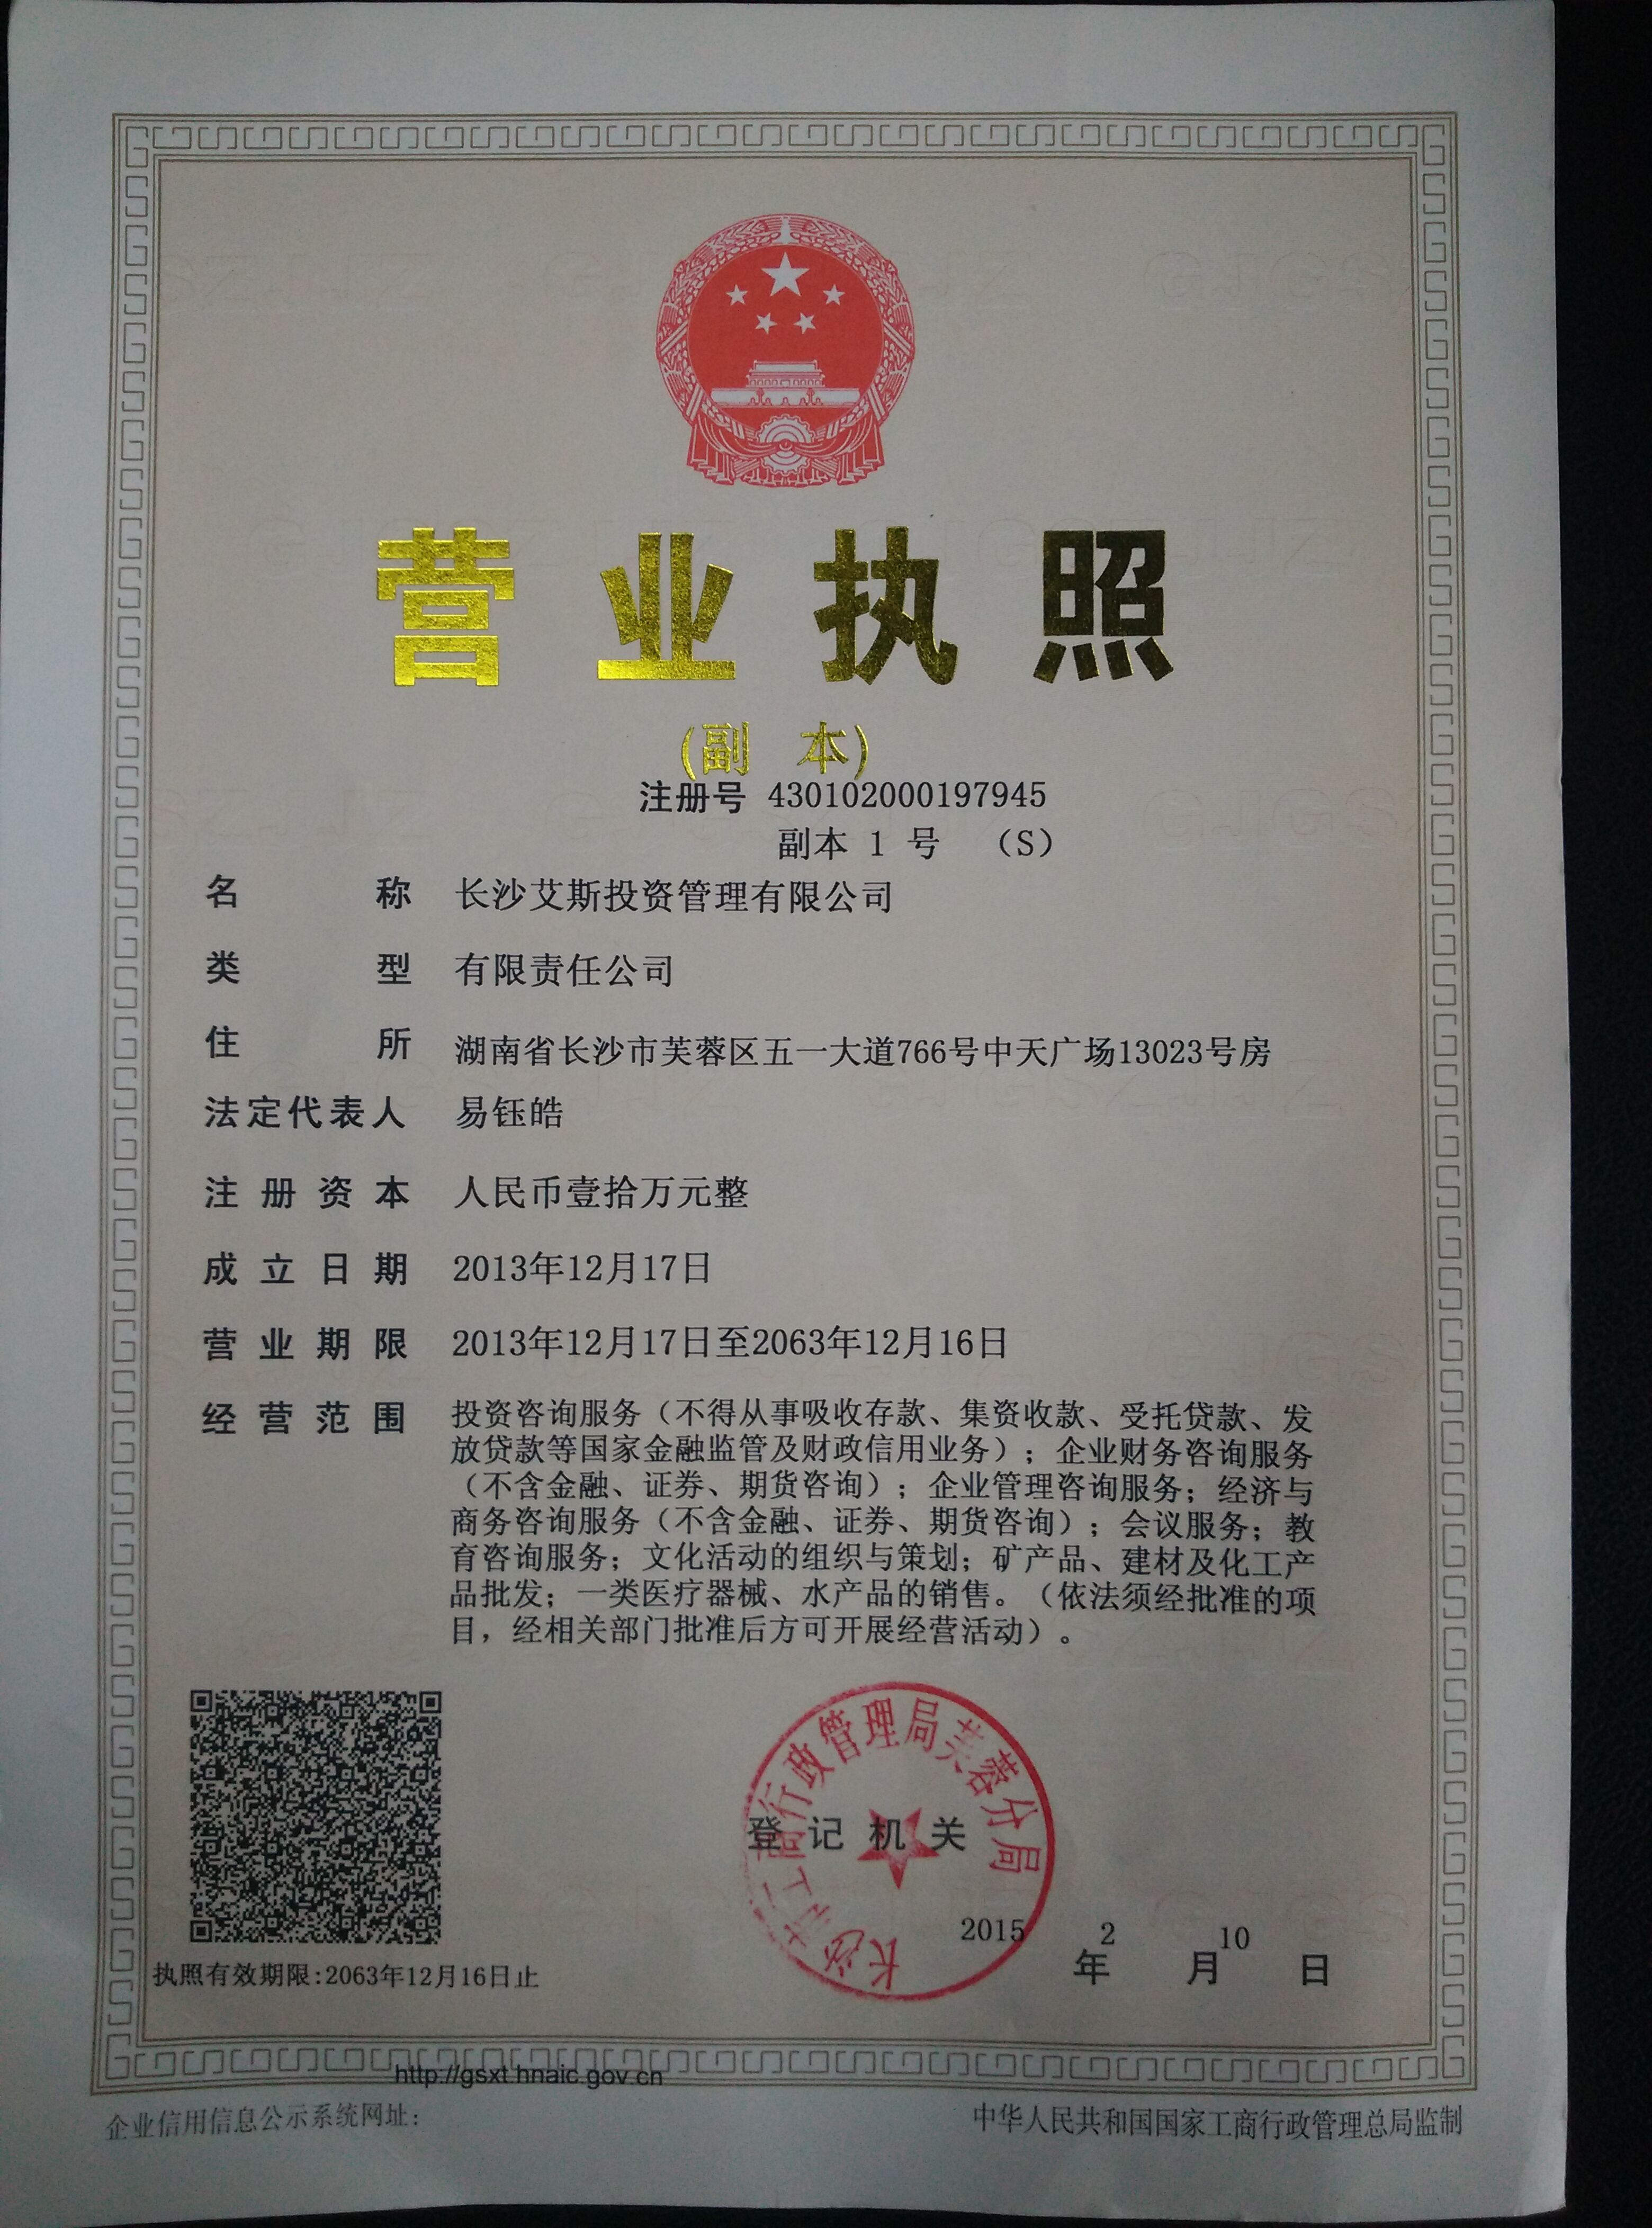 营业执照
(副 本)
注册号 430102000197945
副本 1 号 （S）
名称 长沙艾斯投资管理有限公司
类型 有限责任公司
住所 湖南省长沙市芙蓉区五一大道766号中天广场13023号房
法定代表人 易钰皓
注册资本 人民币壹拾万元整
成立日期 2013年12月17日
营业期限 2013年12月17日至2063年12月16日
经营范围 投资咨询服务（不得从事吸收存款、集资收款、受托贷款、发
放贷款等国家金融监管及财政信用业务）；企业财务咨询服务
（不含金融、证券、期货咨询）；企业管理咨询服务；经济与
商务咨询服务（不含金融、证券、期货咨询）；会议服务；教
育咨询服务；文化活动的组织与策划；矿产品、建材及化工产
品批发；一类医疗器械、水产品的销售。（依法须经批准的项
目，经相关部门批准后方可开展经营活动）。
长沙市工商行政管理局芙蓉分局
登记机关
2015年2月10日
执照有效期限:2063年12月16日止
http://gsxt.hnaic.gov.cn
企业信用信息公示系统网址：
中华人民共和国国家工商行政管理总局监制